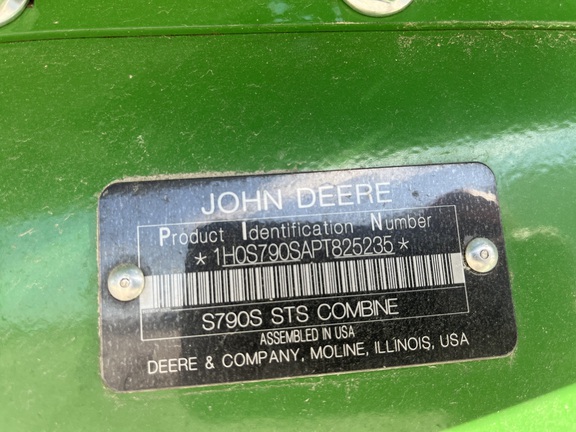 JOHN DEERE
Product Identification Number
*1H0S790SAPT825235*
S790S STS COMBINE
ASSEMBLED IN USA
DEERE & COMPANY, MOLINE, ILLINOIS, USA